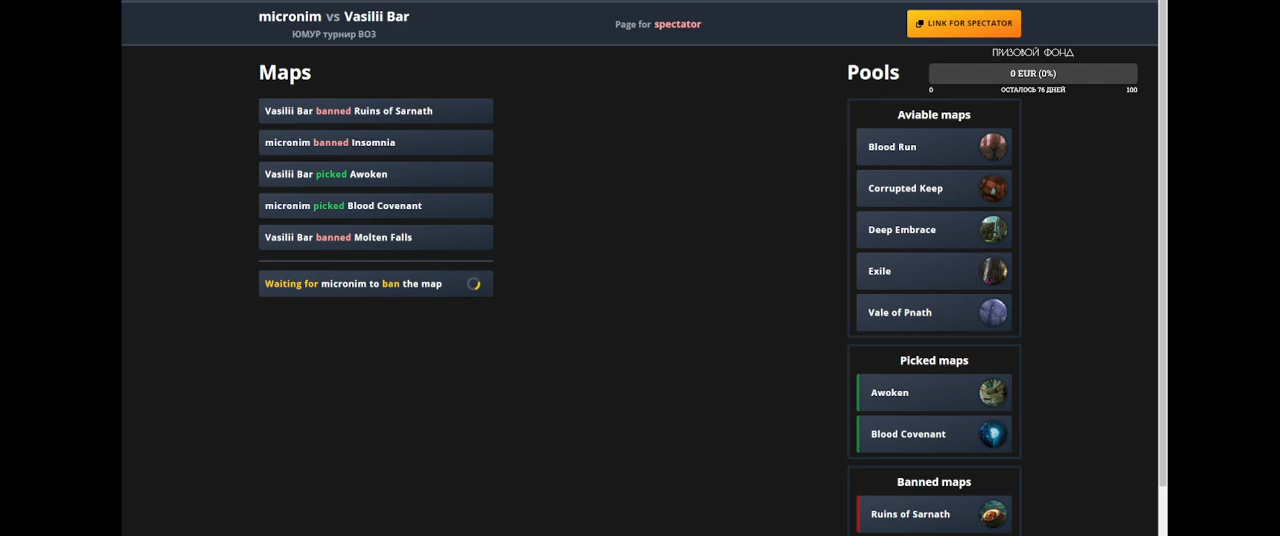 micronim vs Vasilii Bar
ЮМУР турнир BO3
Page for spectator
LINK FOR SPECTATOR
ПРИЗОВОЙ ФОНД
0 EUR (0%)
0 ОСТАЛОСЬ 76 ДНЕЙ 100
Maps
Vasilii Bar banned Ruins of Sarnath
micronim banned Insomnia
Vasilii Bar picked Awoken
micronim picked Blood Covenant
Vasilii Bar banned Molten Falls
Waiting for micronim to ban the map
Pools
Aviable maps
Blood Run
Corrupted Keep
Deep Embrace
Exile
Vale of Pnath
Picked maps
Awoken
Blood Covenant
Banned maps
Ruins of Sarnath